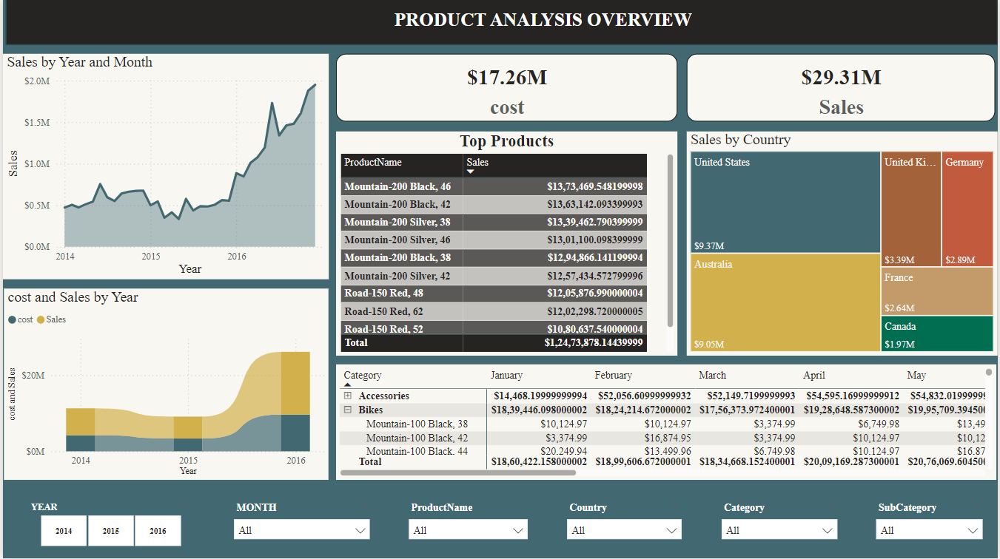 PRODUCT ANALYSIS OVERVIEW
Sales by Year and Month
$2.0M
$1.5M
$1.0M
$0.5M
$0.0M
Sales
2014 2015 2016
Year
$17.26M
cost
$29.31M
Sales
Top Products
ProductName Sales
Mountain-200 Black, 46 $13,73,469.548199998
Mountain-200 Black, 42 $13,63,142.093399993
Mountain-200 Silver, 38 $13,39,462.790399999
Mountain-200 Silver, 46 $13,01,100.098399999
Mountain-200 Black, 38 $12,94,866.141199994
Mountain-200 Silver, 42 $12,57,434.572799996
Road-150 Red, 48 $12,05,876.990000004
Road-150 Red, 62 $12,02,298.720000005
Road-150 Red, 52 $10,80,637.540000004
Total $1,24,73,878.14439999
Sales by Country
United States
$9.37M
Australia
$9.05M
United Ki...
$3.39M
Germany
$2.89M
France
$2.64M
Canada
$1.97M
cost and Sales by Year
cost Sales
$20M
$0M
cost and Sales
2014 2015 2016
Year
Category January February March April May
Accessories $14,468.19999999994 $52,056.60999999932 $52,149.7199999993 $54,595.16999999912 $54,832.01999999
Bikes $18,39,446.098000002 $18,24,214.672000002 $17,56,373.972400001 $19,28,648.587300002 $19,95,709.394500
Mountain-100 Black, 38 $10,124.97 $10,124.97 $3,374.99 $6,749.98 $13,49
Mountain-100 Black, 42 $3,374.99 $16,874.95 $3,374.99 $10,124.97 $10,12
Mountain-100 Black, 44 $20,249.94 $13,499.96 $6,749.98 $10,124.97 $16,87
Total $18,60,422.158000002 $18,99,606.672000001 $18,34,668.152400001 $20,09,169.287300001 $20,76,069.604500
YEAR MONTH ProductName Country Category SubCategory
2014 2015 2016 All All All All All